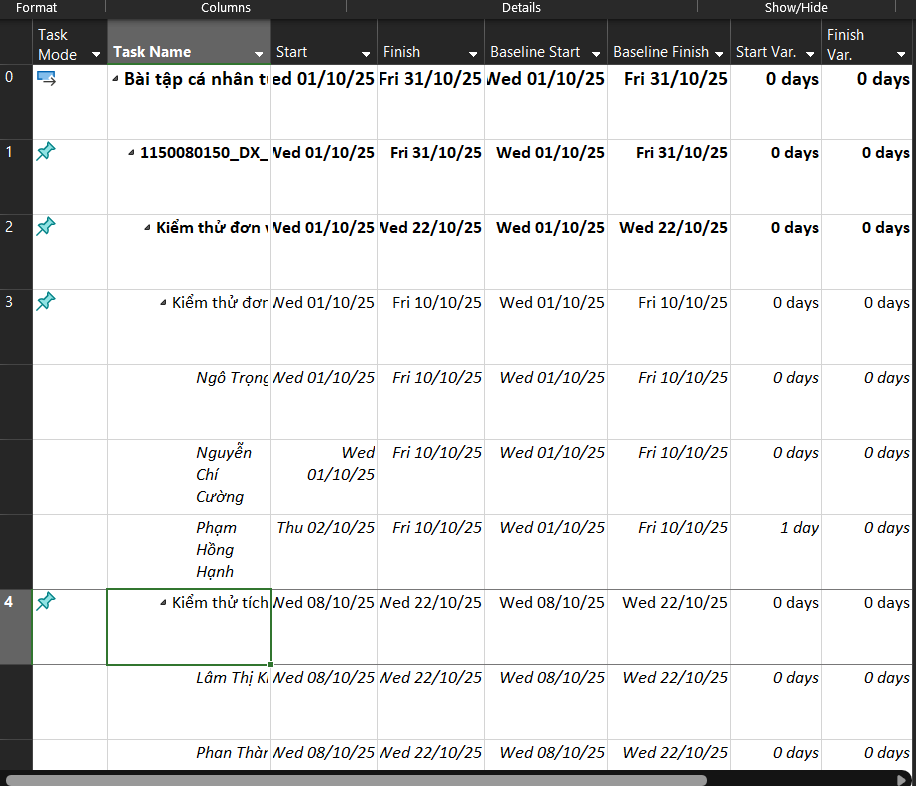 Format Columns Details Show/Hide
Task Mode Task Name Start Finish Baseline Start Baseline Finish Start Var. Finish Var.
0 Bài tập cá nhân 01/10/25 Fri 31/10/25 Wed 01/10/25 Fri 31/10/25 0 days 0 days
1 1150080150_DX_ Wed 01/10/25 Fri 31/10/25 Wed 01/10/25 Fri 31/10/25 0 days 0 days
2 Kiểm thử đơn Wed 01/10/25 Wed 22/10/25 Wed 01/10/25 Wed 22/10/25 0 days 0 days
3 Kiểm thử đơn Wed 01/10/25 Fri 10/10/25 Wed 01/10/25 Fri 10/10/25 0 days 0 days
Ngô Trọng Wed 01/10/25 Fri 10/10/25 Wed 01/10/25 Fri 10/10/25 0 days 0 days
Nguyễn Chí Cường Wed 01/10/25 Fri 10/10/25 Wed 01/10/25 Fri 10/10/25 0 days 0 days
Phạm Hồng Hạnh Thu 02/10/25 Fri 10/10/25 Wed 01/10/25 Fri 10/10/25 1 day 0 days
4 Kiểm thử tích Wed 08/10/25 Wed 22/10/25 Wed 08/10/25 Wed 22/10/25 0 days 0 days
Lâm Thị Wed 08/10/25 Wed 22/10/25 Wed 08/10/25 Wed 22/10/25 0 days 0 days
Phan Thàn Wed 08/10/25 Wed 22/10/25 Wed 08/10/25 Wed 22/10/25 0 days 0 days